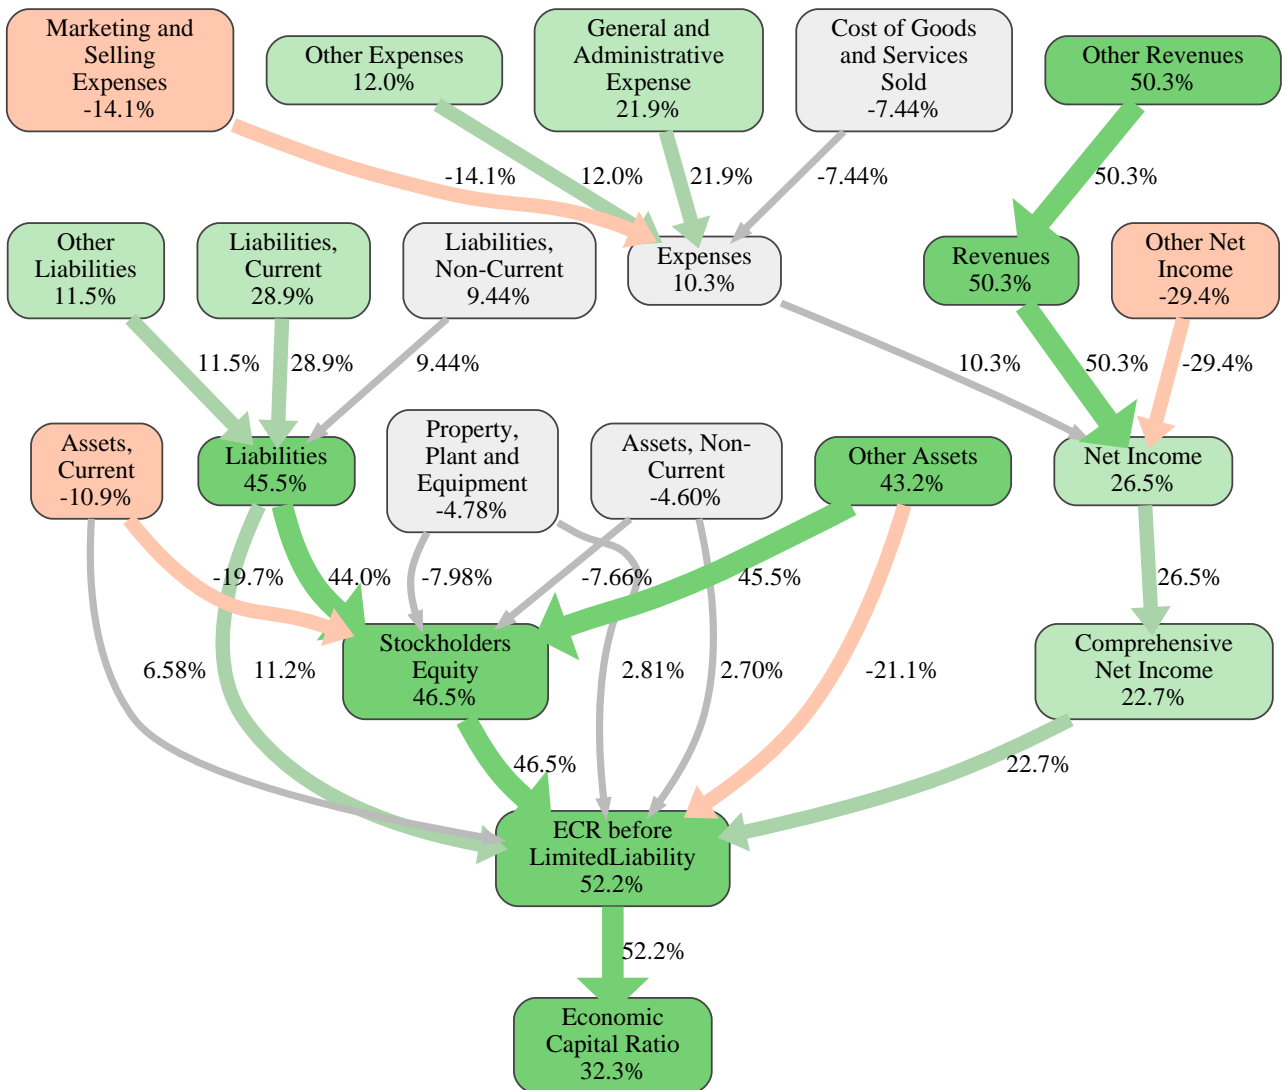 Marketing and
Selling
Expenses
-14.1%
Other Expenses
12.0%
General and
Administrative
Expense
21.9%
Cost of Goods
and Services
Sold
-7.44%
Other Revenues
50.3%
-14.1%
12.0%
21.9%
-7.44%
50.3%
Other
Liabilities
11.5%
Liabilities,
Current
28.9%
Liabilities,
Non-Current
9.44%
Expenses
10.3%
Revenues
50.3%
Other Net
Income
-29.4%
11.5%
28.9%
9.44%
10.3%
50.3%
-29.4%
Assets,
Current
-10.9%
Liabilities
45.5%
Property,
Plant and
Equipment
-4.78%
Assets, Non-
Current
-4.60%
Other Assets
43.2%
Net Income
26.5%
-19.7%
44.0%
-7.98%
-7.66%
45.5%
26.5%
Stockholders
Equity
46.5%
Comprehensive
Net Income
22.7%
6.58%
11.2%
2.81%
2.70%
-21.1%
46.5%
22.7%
ECR before
LimitedLiability
52.2%
52.2%
Economic
Capital Ratio
32.3%